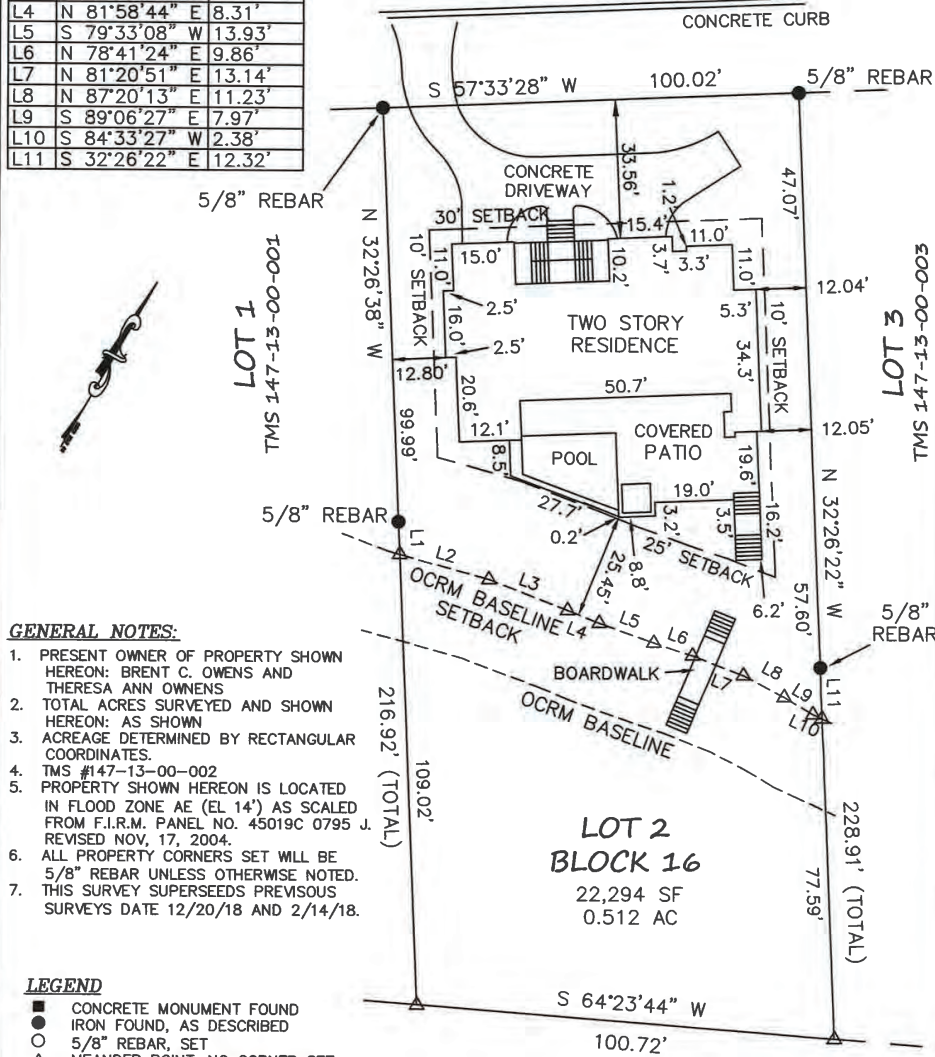 L4 N 81°58'44" E 8.31'
L5 S 79°33'08" W 13.93'
L6 N 78°41'24" E 9.86'
L7 N 81°20'51" E 13.14'
L8 N 87°20'13" E 11.23'
L9 S 89°06'27" E 7.97'
L10 S 84°33'27" W 2.38'
L11 S 32°26'22" E 12.32'
CONCRETE CURB
S 57°33'28" W 100.02'
5/8" REBAR
5/8" REBAR
33.56'
47.07'
CONCRETE
DRIVEWAY
1.2'
30' SETBACK
15.4'
N 32°26'38" W
10' SETBACK
11.0'
15.0'
10.2'
3.7'
3.3'
11.0'
11.0'
12.04'
LOT 1
TMS 147-13-00-001
LOT 3
TMS 147-13-00-003
2.5'
16.0'
5.3'
10' SETBACK
TWO STORY
RESIDENCE
2.5'
34.3'
12.80'
20.6'
50.7'
99.99'
12.1'
COVERED
PATIO
12.05'
8.5'
POOL
19.6'
N 32°26'22" W
27.7'
19.0'
3.2'
3.5'
16.2'
5/8" REBAR
0.2'
8.8'
25' SETBACK
25.45'
6.2'
57.60'
L1
L2
L3
L4
L5
L6
L7
L8
L9
L10
L11
OCRM BASELINE
SETBACK
5/8"
REBAR
BOARDWALK
OCRM BASELINE
GENERAL NOTES:
1. PRESENT OWNER OF PROPERTY SHOWN
HEREON: BRENT C. OWENS AND
THERESA ANN OWNENS
2. TOTAL ACRES SURVEYED AND SHOWN
HEREON: AS SHOWN
3. ACREAGE DETERMINED BY RECTANGULAR
COORDINATES.
4. TMS #147-13-00-002
5. PROPERTY SHOWN HEREON IS LOCATED
IN FLOOD ZONE AE (EL 14') AS SCALED
FROM F.I.R.M. PANEL NO. 45019C 0795 J.
REVISED NOV, 17, 2004.
6. ALL PROPERTY CORNERS SET WILL BE
5/8" REBAR UNLESS OTHERWISE NOTED.
7. THIS SURVEY SUPERSEEDS PREVISOUS
SURVEYS DATE 12/20/18 AND 2/14/18.
216.92' (TOTAL)
109.02'
LOT 2
BLOCK 16
22,294 SF
0.512 AC
228.91' (TOTAL)
77.59'
S 64°23'44" W
100.72'
LEGEND
CONCRETE MONUMENT FOUND
IRON FOUND, AS DESCRIBED
5/8" REBAR, SET
MEANDER POINT, NO CORNER SET